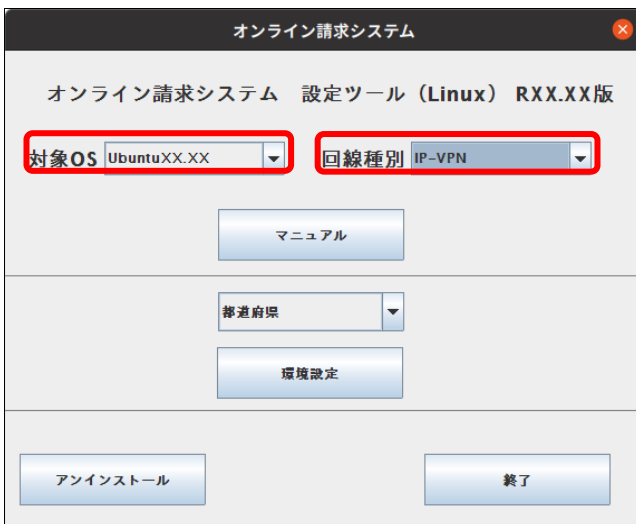 オンライン請求システム
オンライン請求システム 設定ツール（Linux） RXX.XX版
対象OS UbuntuXX.XX 回線種別 IP-VPN
マニュアル
都道府県
環境設定
アンインストール 終了